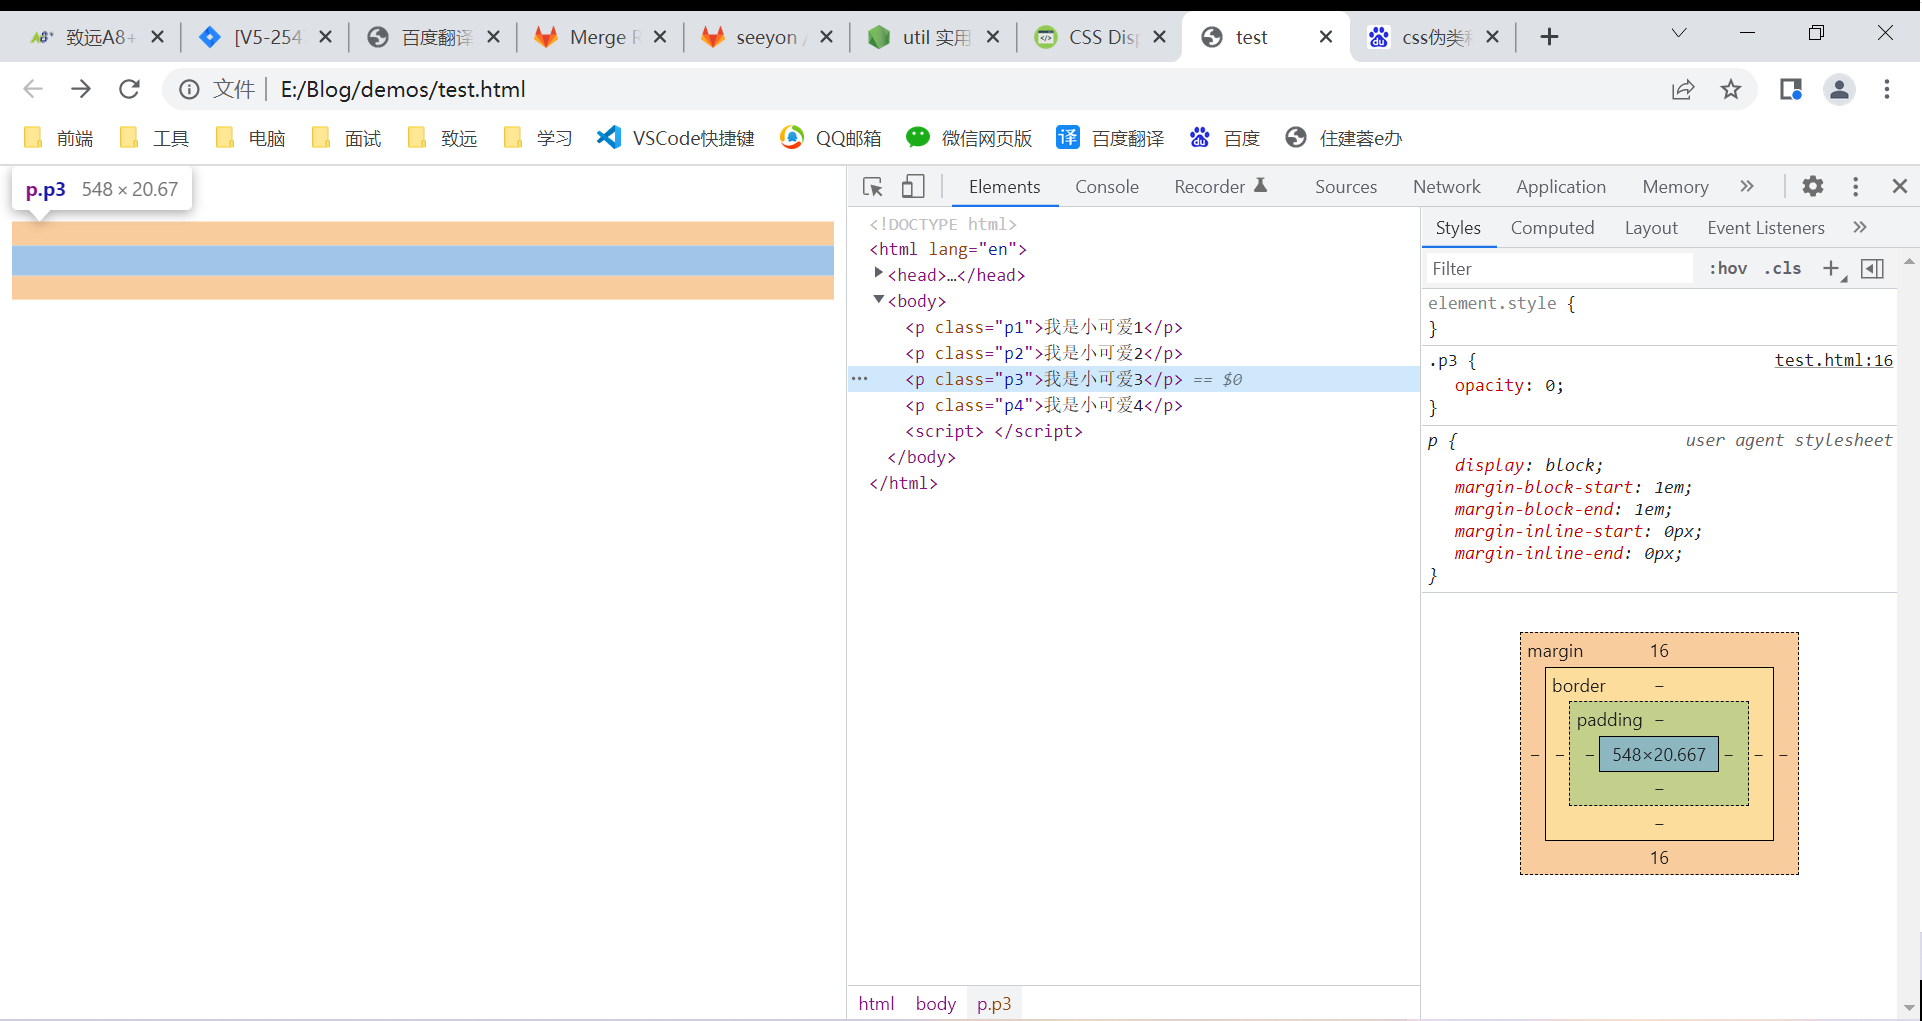 致远A8+
[V5-254
百度翻译
Merge R
seeyon /
util 实用
CSS Disp
test
css伪类和
文件 E:/Blog/demos/test.html
前端 工具 电脑 面试 致远 学习 VSCode快捷键 QQ邮箱 微信网页版 译 百度翻译 du 百度 住建蓉e办
p.p3 548 × 20.67
Elements Console Recorder Sources Network Application Memory »
<!DOCTYPE html>
<html lang="en">
<head>…</head>
<body>
<p class="p1">我是小可爱1</p>
<p class="p2">我是小可爱2</p>
<p class="p3">我是小可爱3</p> == $0
<p class="p4">我是小可爱4</p>
<script> </script>
</body>
</html>
html body p.p3
Styles Computed Layout Event Listeners »
Filter :hov .cls +
element.style {
}
.p3 { test.html:16
opacity: 0;
}
p { user agent stylesheet
display: block;
margin-block-start: 1em;
margin-block-end: 1em;
margin-inline-start: 0px;
margin-inline-end: 0px;
}
margin 16
border –
padding –
– – – 548×20.667 – – –
–
–
16